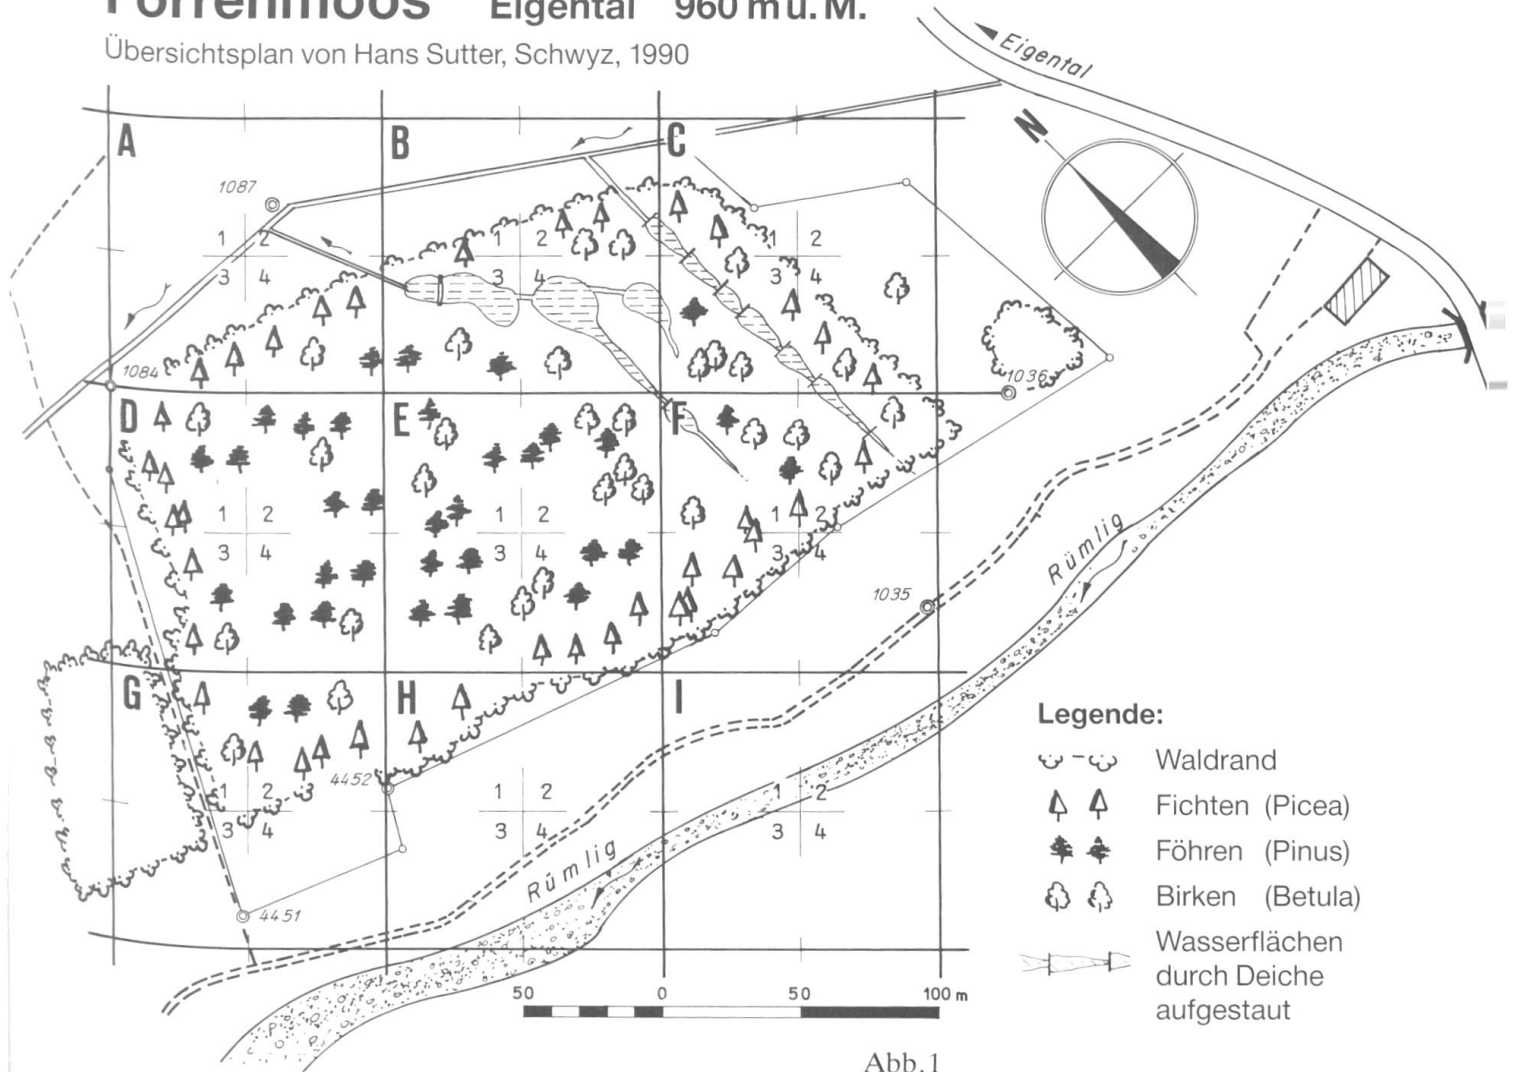 Forrenmoos Eigental 960 m ü. M.
Übersichtsplan von Hans Sutter, Schwyz, 1990
Eigental
N
A
B
C
1087
1 2
3 4
1 2
3 4
1 2
3 4
1084
1036
D
E
F
1 2
3 4
1 2
3 4
1 2
3 4
Rümlig
1035
G
H
I
4452
1 2
3 4
1 2
3 4
1 2
3 4
Rümlig
4451
50 0 50 100 m
Legende:
Waldrand
Fichten (Picea)
Föhren (Pinus)
Birken (Betula)
Wasserflächen
durch Deiche
aufgestaut
Abb.1